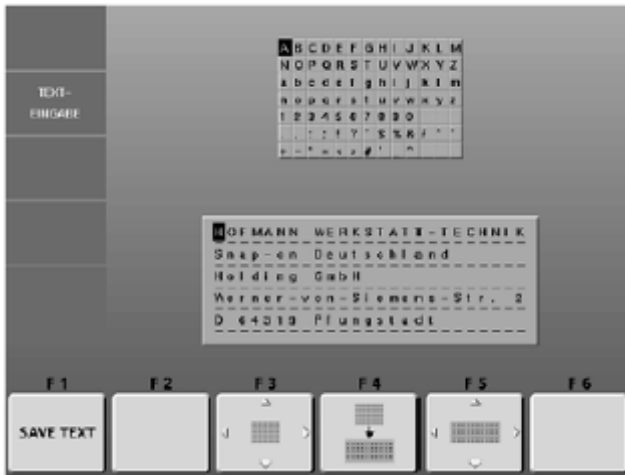 TEXT-
EINGABE
A B C D E F G H I J K L M
N O P Q R S T U V W X Y Z
a b c d e f g h i j k l m
n o p q r s t u v w x y z
1 2 3 4 5 6 7 8 9 0
HOFMANN WERKSTATT-TECHNIK
Snap-on Deutschland
Holding GmbH
Werner-von-Siemens-Str. 2
D 64319 Pfungstadt
F1 F2 F3 F4 F5 F6
SAVE TEXT